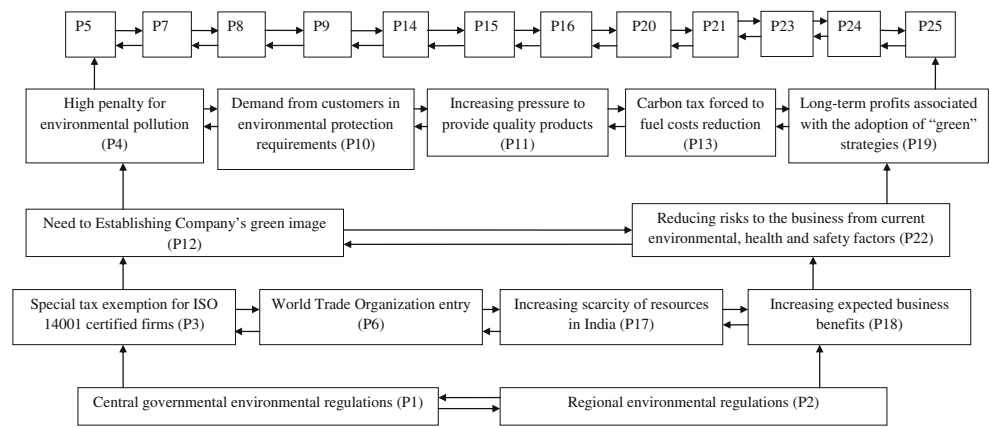 P5 P7 P8 P9 P14 P15 P16 P20 P21 P23 P24 P25
High penalty for
environmental pollution
(P4)
Demand from customers in
environmental protection
requirements (P10)
Increasing pressure to
provide quality products
(P11)
Carbon tax forced to
fuel costs reduction
(P13)
Long-term profits associated
with the adoption of “green”
strategies (P19)
Need to Establishing Company’s green image
(P12)
Reducing risks to the business from current
environmental, health and safety factors (P22)
Special tax exemption for ISO
14001 certified firms (P3)
World Trade Organization entry
(P6)
Increasing scarcity of resources
in India (P17)
Increasing expected business
benefits (P18)
Central governmental environmental regulations (P1)
Regional environmental regulations (P2)